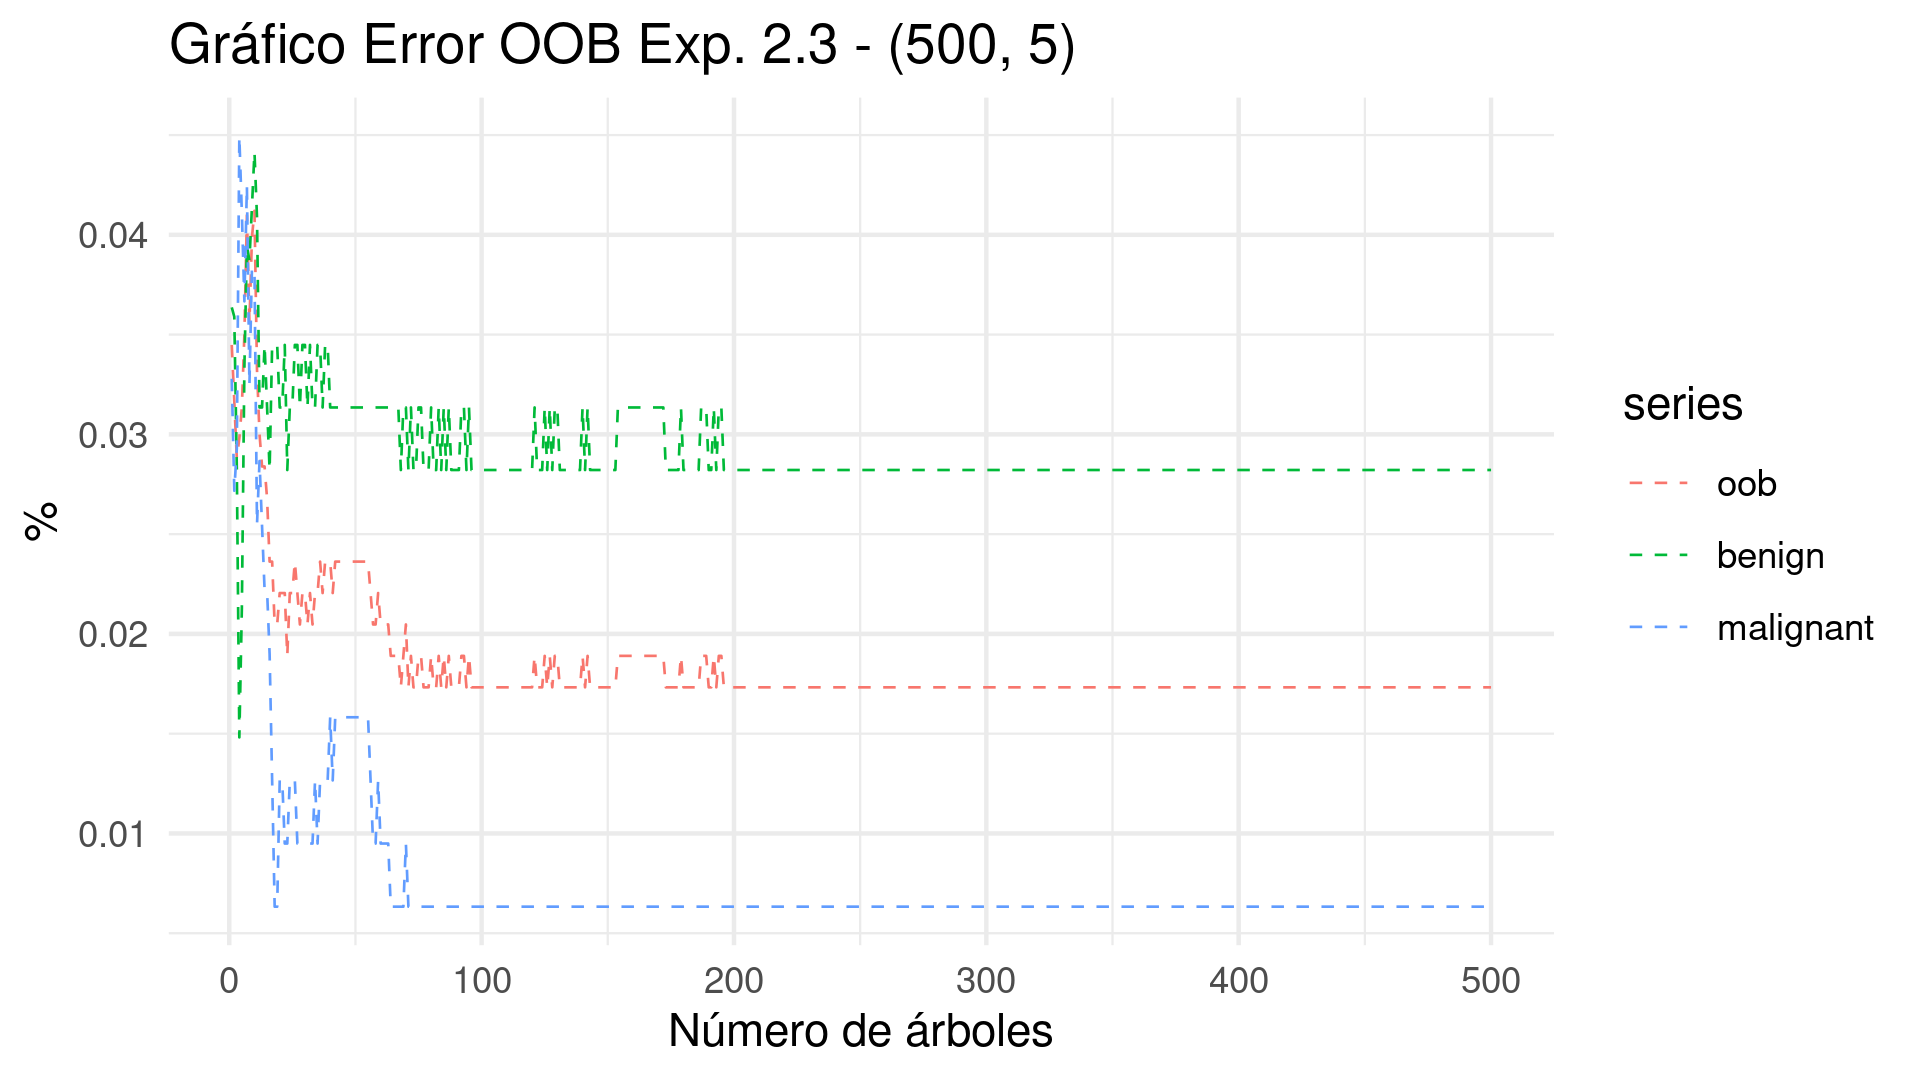 Gráfico Error OOB Exp. 2.3 - (500, 5)
%
0.04
0.03
0.02
0.01
0 100 200 300 400 500
Número de árboles
series
oob
benign
malignant